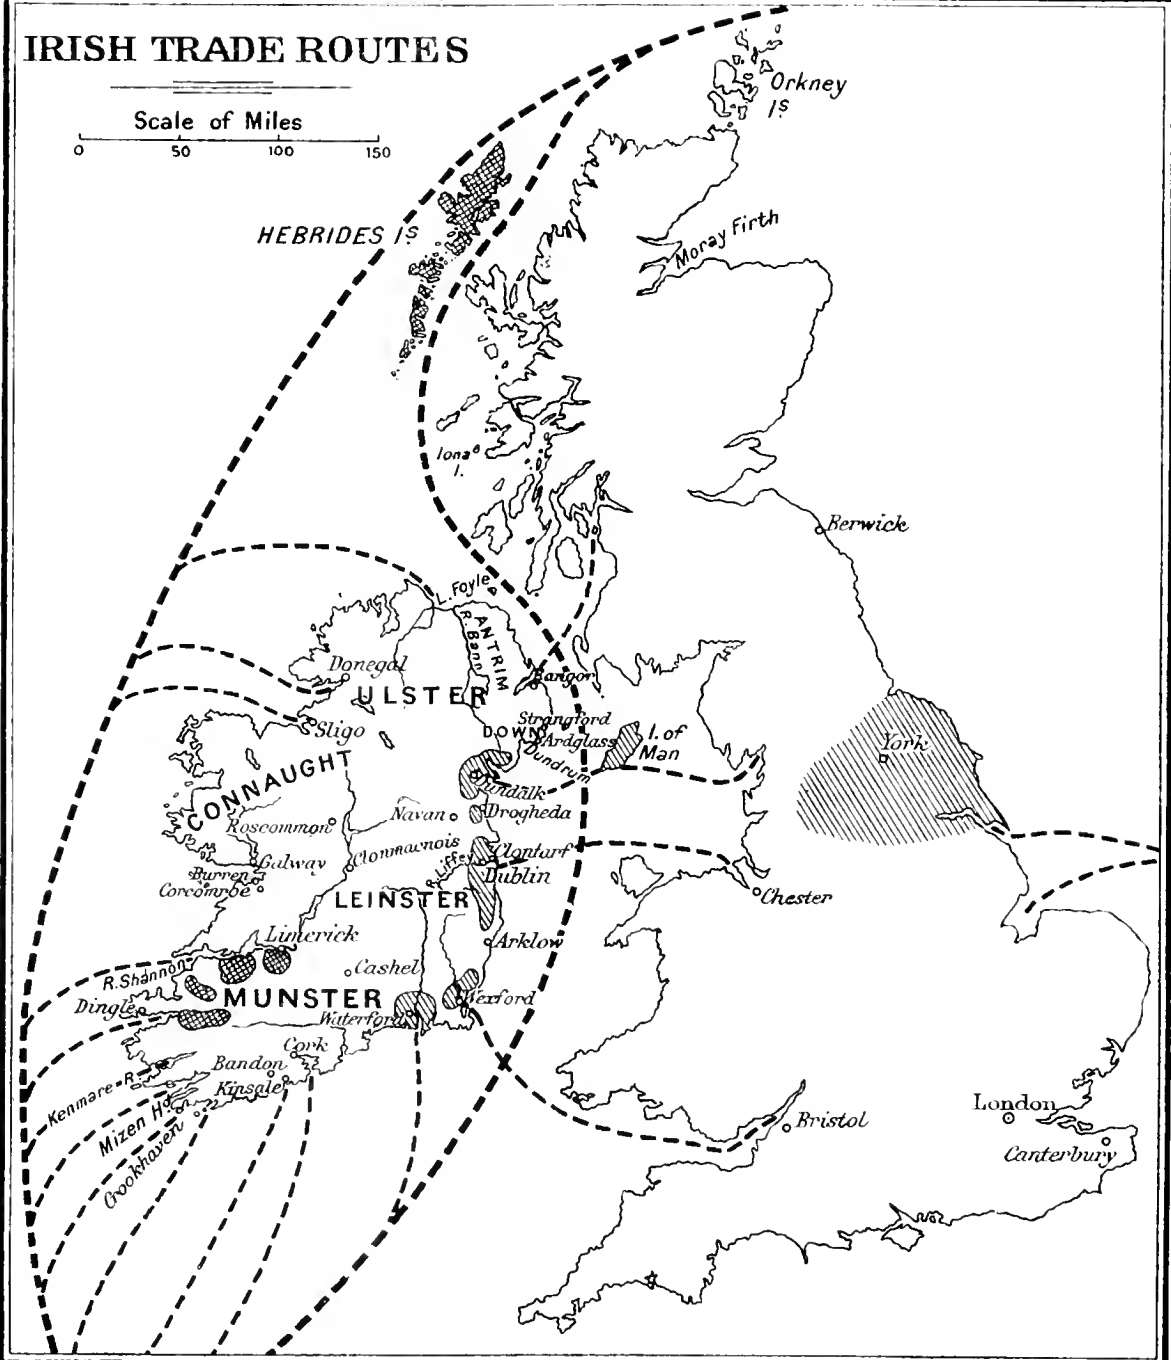 IRISH TRADE ROUTES
Scale of Miles
0 50 100 150
Orkney
Is
HEBRIDES Is
Moray Firth
Iona
I.
Berwick
L. Foyle
R. Bann
ANTRIM
Donegal
Bangor
ULSTER
Strangford
Sligo
DOWN
Ardglass
I. of
Man
York
Dundrum
CONNAUGHT
Dundalk
Navan
Drogheda
Roscommon
Clonmacnois
Clontarf
R. Liffey
Galway
Burren
Dublin
Corcomroe
LEINSTER
Chester
Limerick
Arklow
R. Shannon
Cashel
MUNSTER
Wexford
Dingle
Waterford
Cork
Bandon
Kenmare R.
Kinsale
Mizen Hd.
Crookhaven
London
Bristol
Canterbury